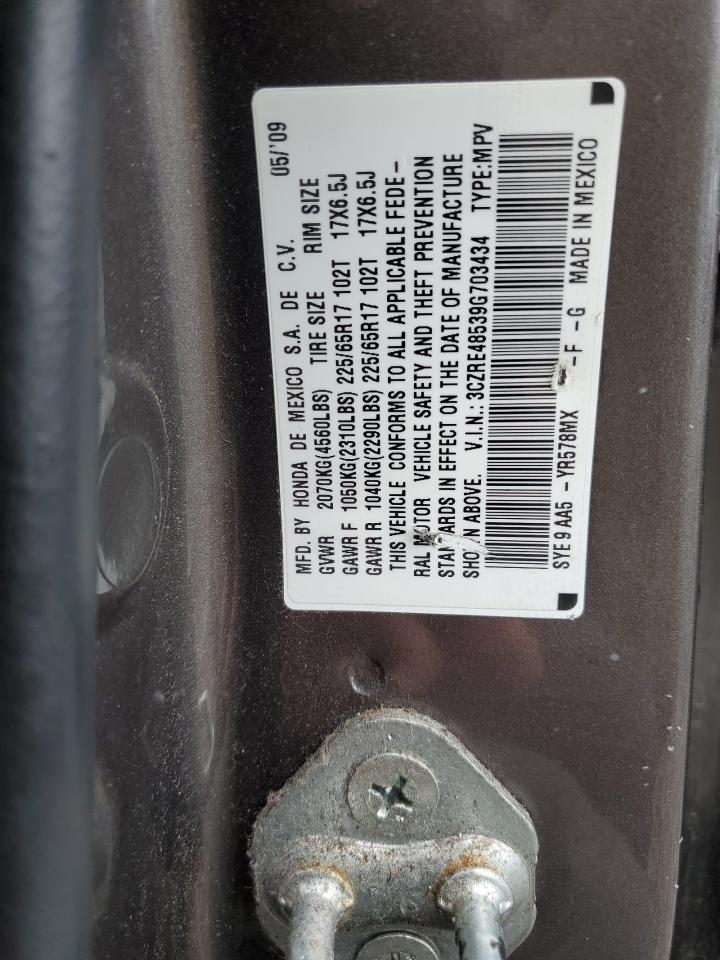 MFD. BY HONDA DE MEXICO S.A. DE C.V. 05/'09
GVWR 2070KG(4560LBS) TIRE SIZE RIM SIZE
GAWR F 1050KG(2310LBS) 225/65R17 102T 17X6.5J
GAWR R 1040KG(2290LBS) 225/65R17 102T 17X6.5J
THIS VEHICLE CONFORMS TO ALL APPLICABLE FEDE-
RAL MOTOR VEHICLE SAFETY AND THEFT PREVENTION
STANDARDS IN EFFECT ON THE DATE OF MANUFACTURE
SHOWN ABOVE. V.I.N.: 3CZRE48539G703434 TYPE:MPV
SYE 9 AA5 - YR578MX -F -G MADE IN MEXICO